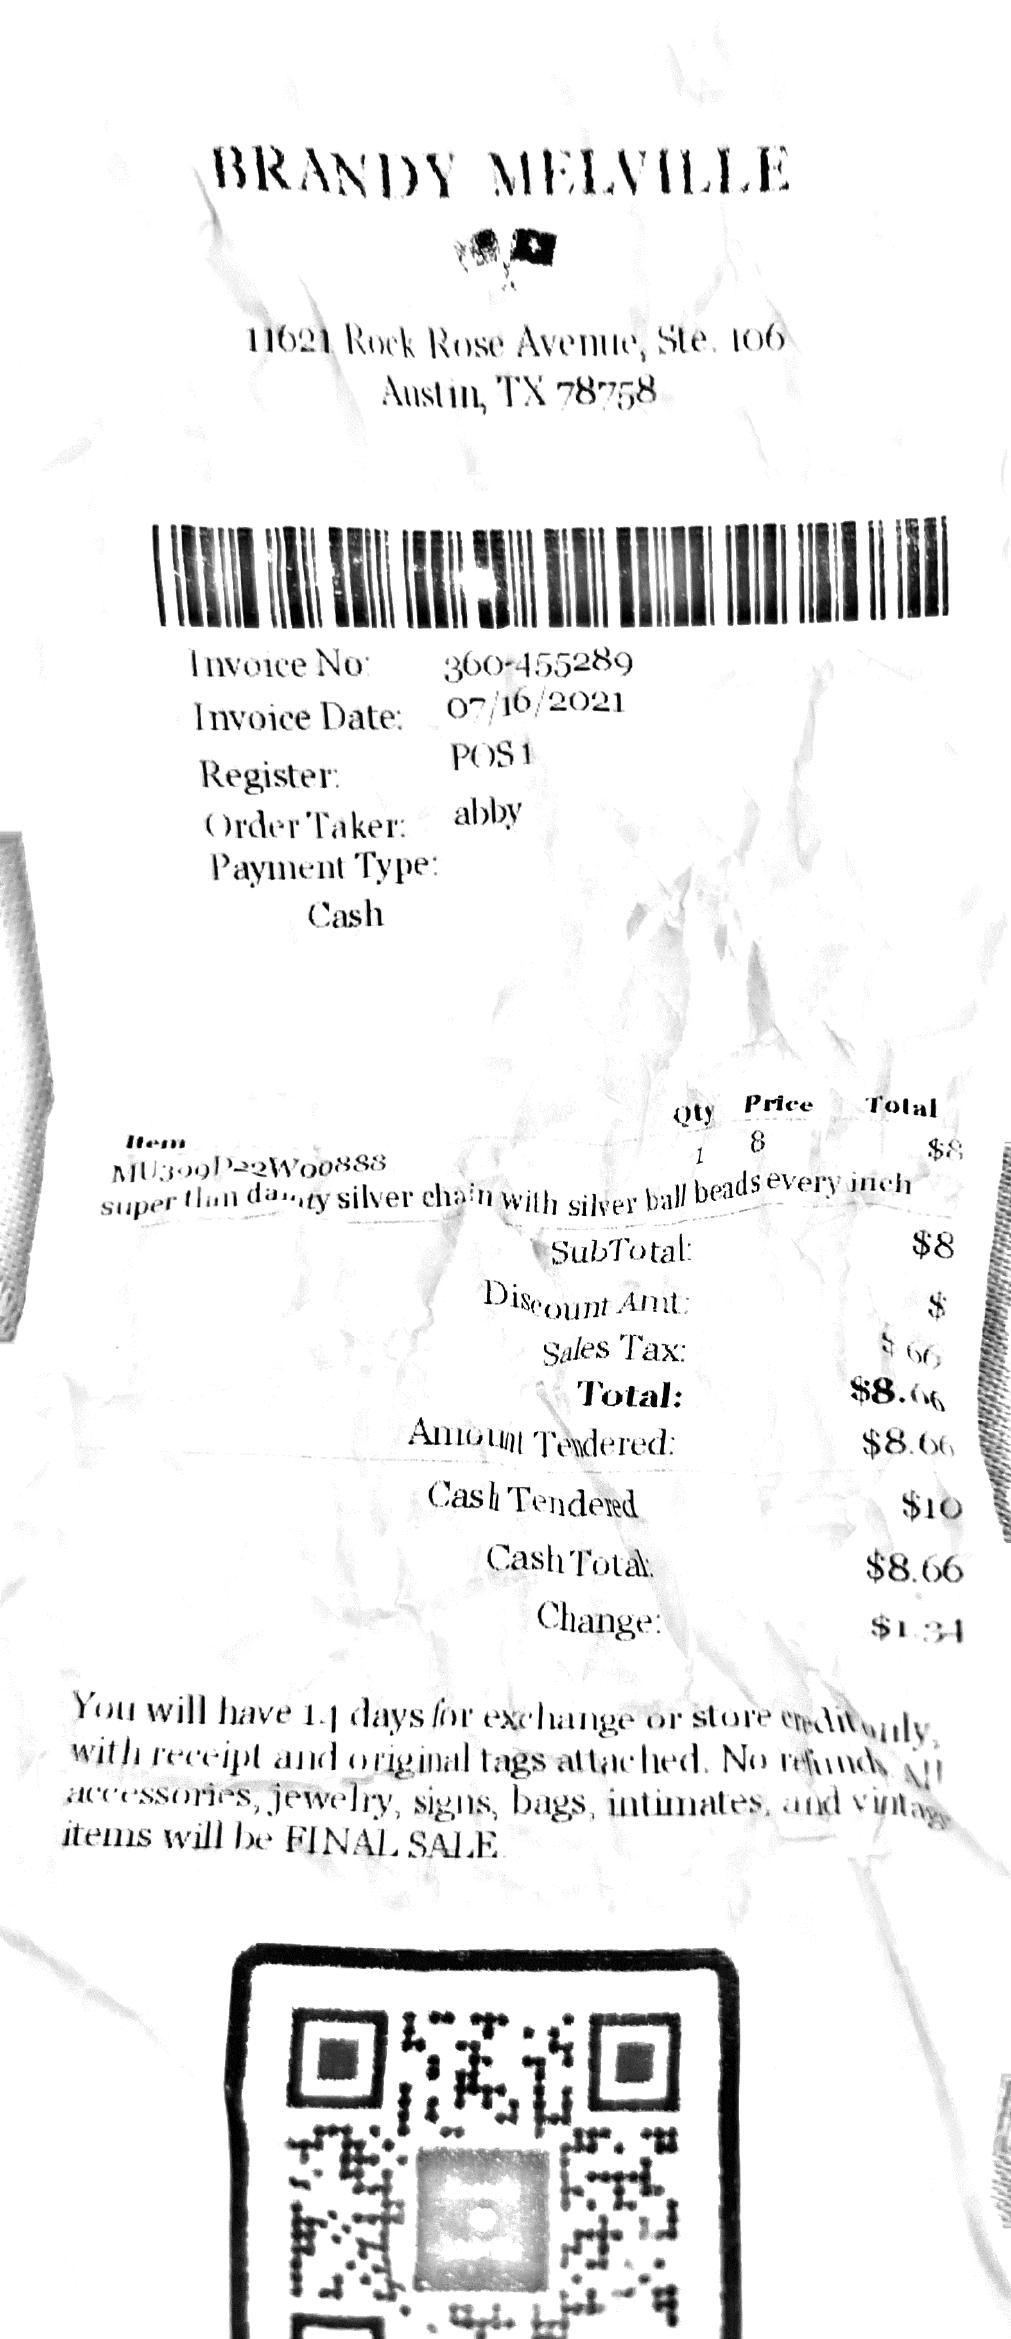 BRANDY MELVILLE
11621 Rock Rose Avenue, Ste. 106
Austin, TX 78758
Invoice No: 360-455289
Invoice Date: 07/16/2021
Register: POS1
Order Taker: abby
Payment Type:
Cash
Item Qty Price Total
1 8 $8
super thin dainty silver chain with silver ball beads every inch
SubTotal: $8
Discount Amt: $
Sales Tax: $.66
Total: $8.66
Amount Tendered: $8.66
Cash Tendered $10
Cash Total: $8.66
Change: $1.34
You will have 14 days for exchange or store credit only,
with receipt and original tags attached. No refunds. All
accessories, jewelry, signs, bags, intimates, and vintage
items will be FINAL SALE.